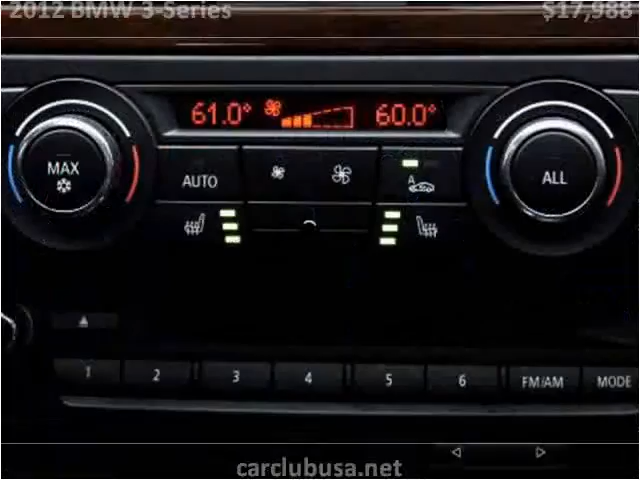 2012 BMW 3-Series $17,988
61.0° 60.0°
MAX AUTO A ALL
1 2 3 4 5 6 FM/AM MODE
carclubusa.net